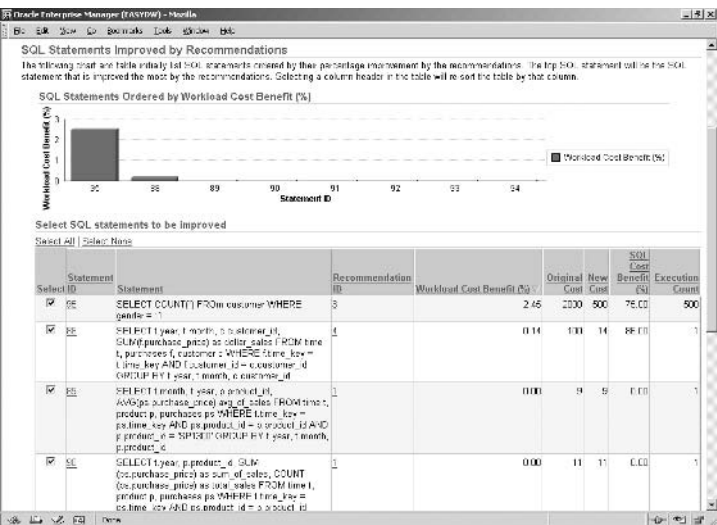 Oracle Enterprise Manager (EASYDW) - Mozilla
File Edit View Go Bookmarks Tools Window Help
SQL Statements Improved by Recommendations
The following chart and table initially list SQL statements ordered by their percentage improvement by the recommendations. The top SQL statement will be the SQL
statement that is improved the most by the recommendations. Selecting a column header in the table will re-sort the table by that column.
SQL Statements Ordered by Workload Cost Benefit (%)
Workload Cost Benefit (%)
3
2
1
0
95 88 89 90 91 92 93 94
Statement ID
Workload Cost Benefit (%)
Select SQL statements to be improved
Select All | Select None
Select Statement ID Statement Recommendation ID Workload Cost Benefit (%) Original Cost New Cost SQL Cost Benefit (%) Execution Count
95 SELECT COUNT(*) FROM customer WHERE 3 2.45 2000 500 75.00 500
gender =
88 SELECT t.year, t.month, c.customer_id, 4 0.14 100 14 86.00 1
SUM(f.purchase_price) as dollar_sales FROM time
t, purchases f, customer c WHERE f.time_key =
t.time_key AND f.customer_id = c.customer_id
GROUP BY t.year, t.month, c.customer_id
89 SELECT t.month, t.year, p.product_id, 1 0.00 9 9 0.00 1
AVG(ps.purchase_price) avg_of_sales FROM time t,
product p, purchases ps WHERE t.time_key =
ps.time_key AND ps.product_id = p.product_id AND
p.product_id = GROUP BY t.year, t.month,
p.product_id
90 SELECT t.year, p.product_id, SUM 1 0.00 11 11 0.00 1
(ps.purchase_price) as sum_of_sales, COUNT
(ps.purchase_price) as total_sales FROM time t,
product p, purchases ps WHERE t.time_key =
ps.time_key AND ps.product_id = p.product_id
Done